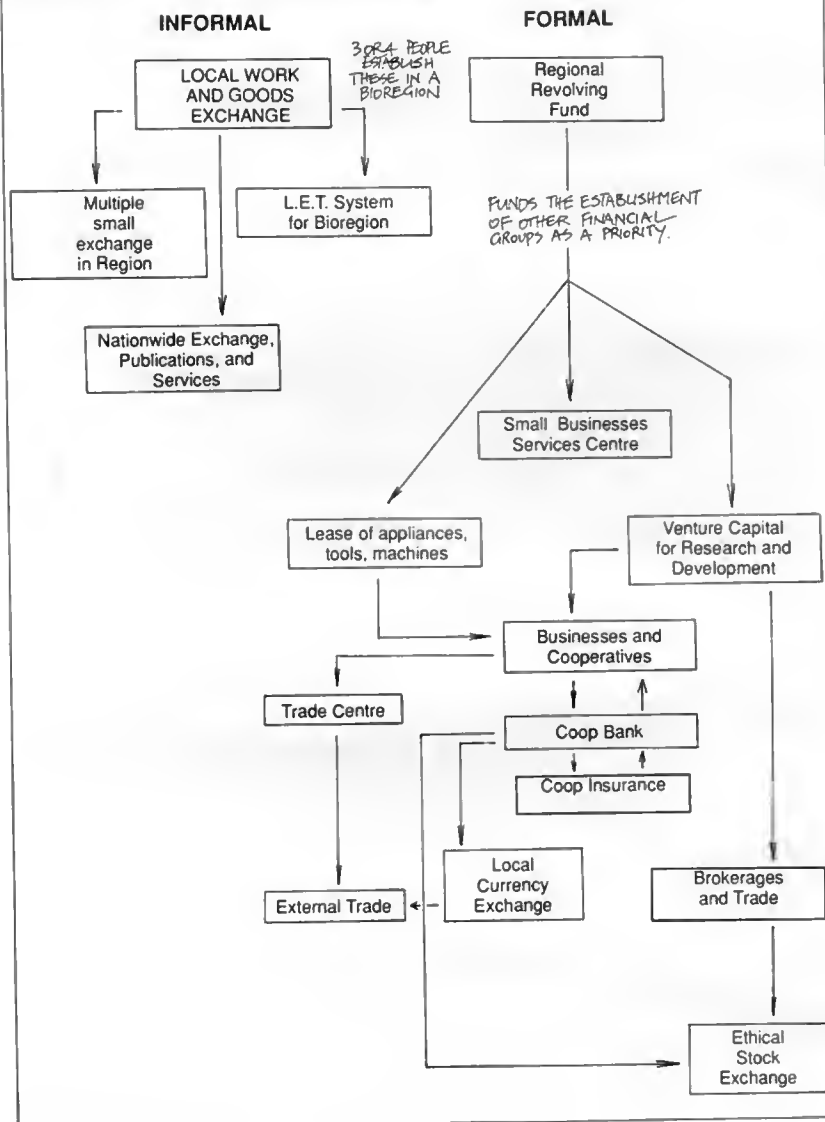 INFORMAL
FORMAL
LOCAL WORK
AND GOODS
EXCHANGE
3 OR 4 PEOPLE
ESTABLISH
THESE IN A
BIOREGION
Regional
Revolving
Fund
Multiple
small
exchange
in Region
L.E.T. System
for Bioregion
FUNDS THE ESTABLISHMENT
OF OTHER FINANCIAL
GROUPS AS A PRIORITY.
Nationwide Exchange,
Publications, and
Services
Small Businesses
Services Centre
Lease of appliances,
tools, machines
Venture Capital
for Research and
Development
Businesses and
Cooperatives
Trade Centre
Coop Bank
Coop Insurance
Local
Currency
Exchange
External Trade
Brokerages
and Trade
Ethical
Stock
Exchange